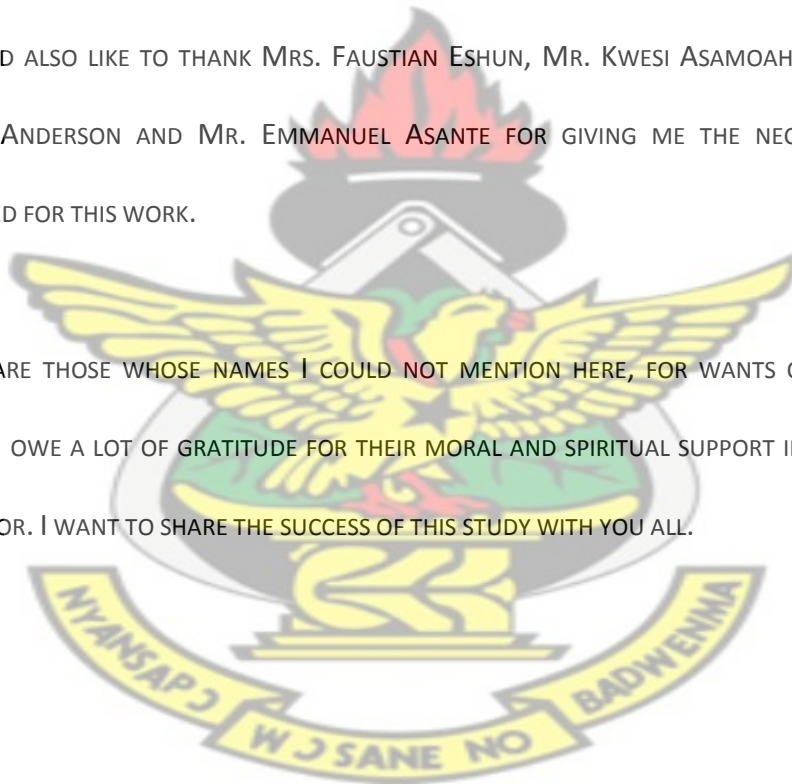 D ALSO LIKE TO THANK MRS. FAUSTIAN ESHUN, MR. KWESI ASAMOAH
ANDERSON AND MR. EMMANUEL ASANTE FOR GIVING ME THE NEC
ED FOR THIS WORK.
ARE THOSE WHOSE NAMES I COULD NOT MENTION HERE, FOR WANTS
OWE A LOT OF GRATITUDE FOR THEIR MORAL AND SPIRITUAL SUPPORT
OR. I WANT TO SHARE THE SUCCESS OF THIS STUDY WITH YOU ALL.
NYANSAPƆ WƆSANE NO BADWENMA